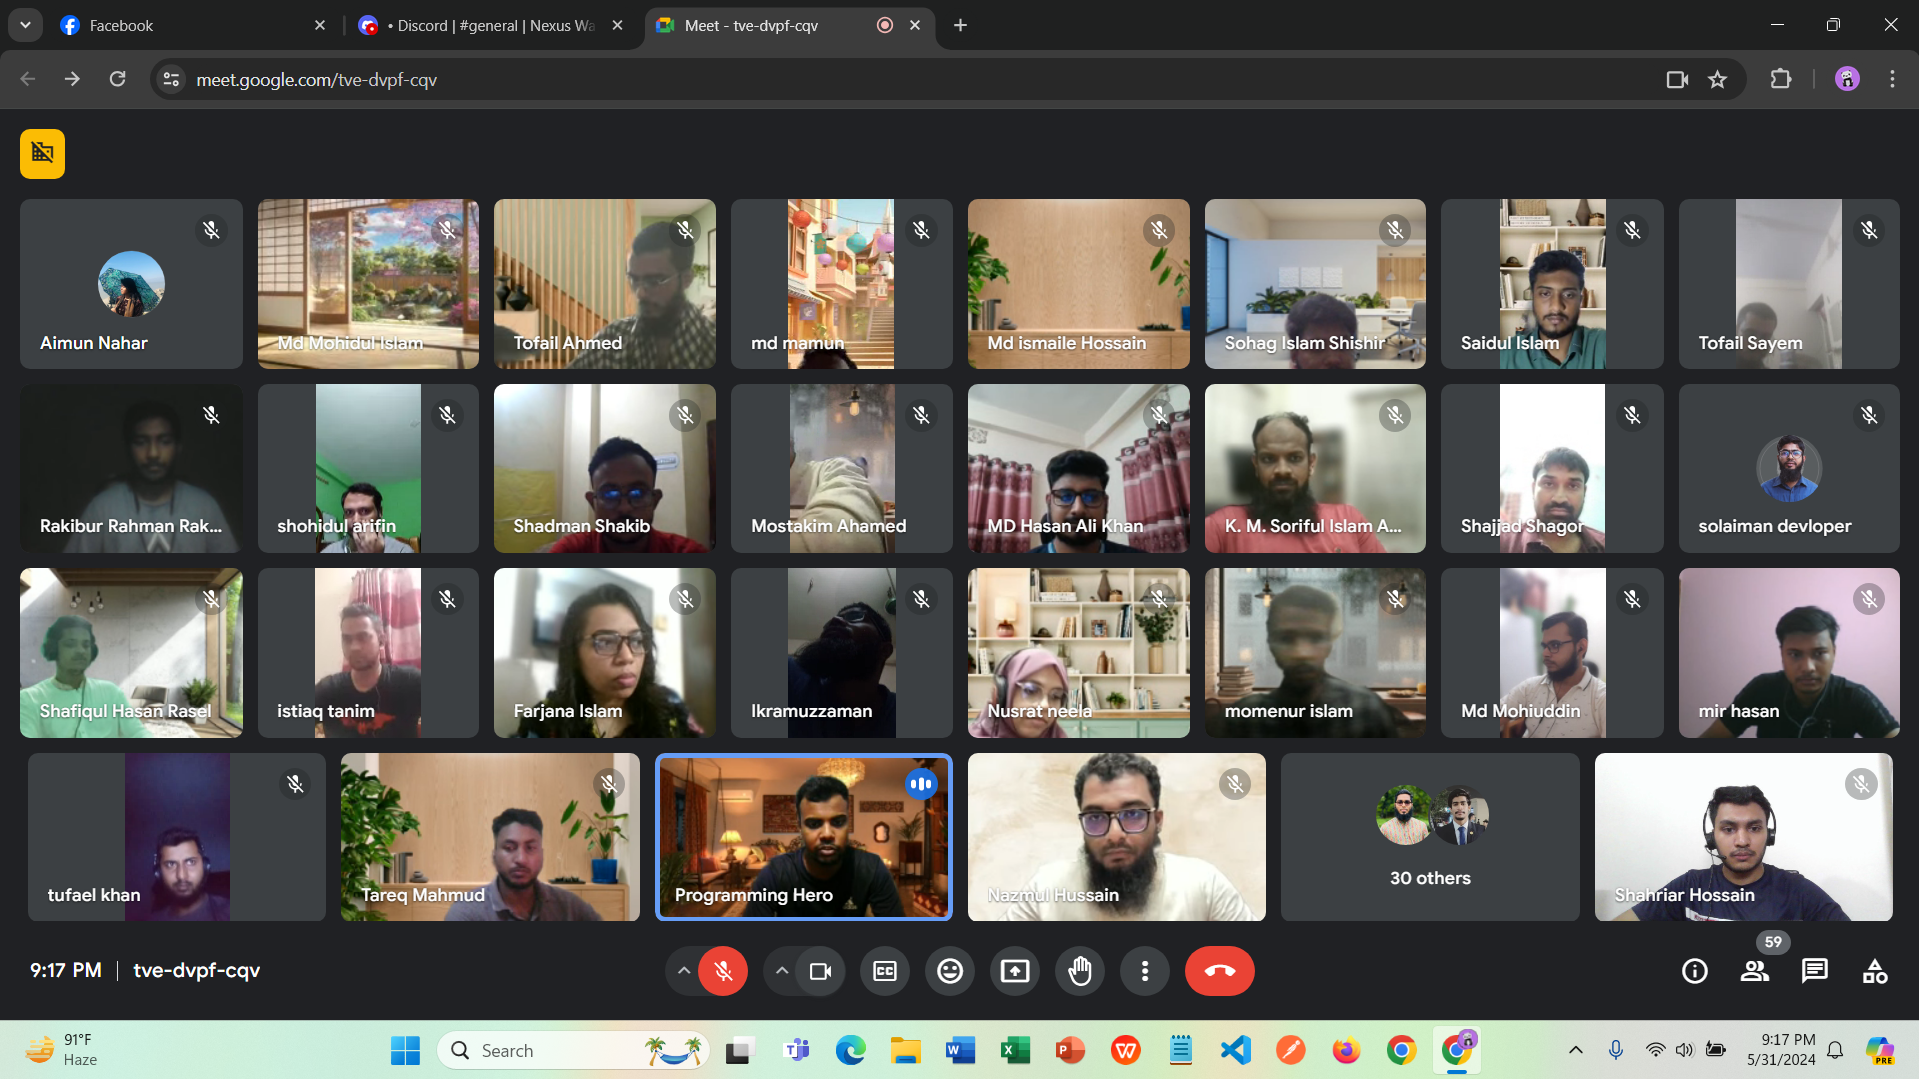 Facebook
• Discord | #general | Nexus Wa
Meet - tve-dvpf-cqv
meet.google.com/tve-dvpf-cqv
Aimun Nahar
Md Mohidul Islam
Tofail Ahmed
md mamun
Md ismaile Hossain
Sohag Islam Shishir
Saidul Islam
Tofail Sayem
Rakibur Rahman Rak...
shohidul arifin
Shadman Shakib
Mostakim Ahamed
MD Hasan Ali Khan
K. M. Soriful Islam A...
Shajjad Shagor
solaiman devloper
Shafiqul Hasan Rasel
istiaq tanim
Farjana Islam
Ikramuzzaman
Nusrat neela
momenur islam
Md Mohiuddin
mir hasan
tufael khan
Tareq Mahmud
Programming Hero
Nazmul Hussain
30 others
Shahriar Hossain
9:17 PM | tve-dvpf-cqv
CC
59
91°F
Haze
Search
9:17 PM
5/31/2024
PRE